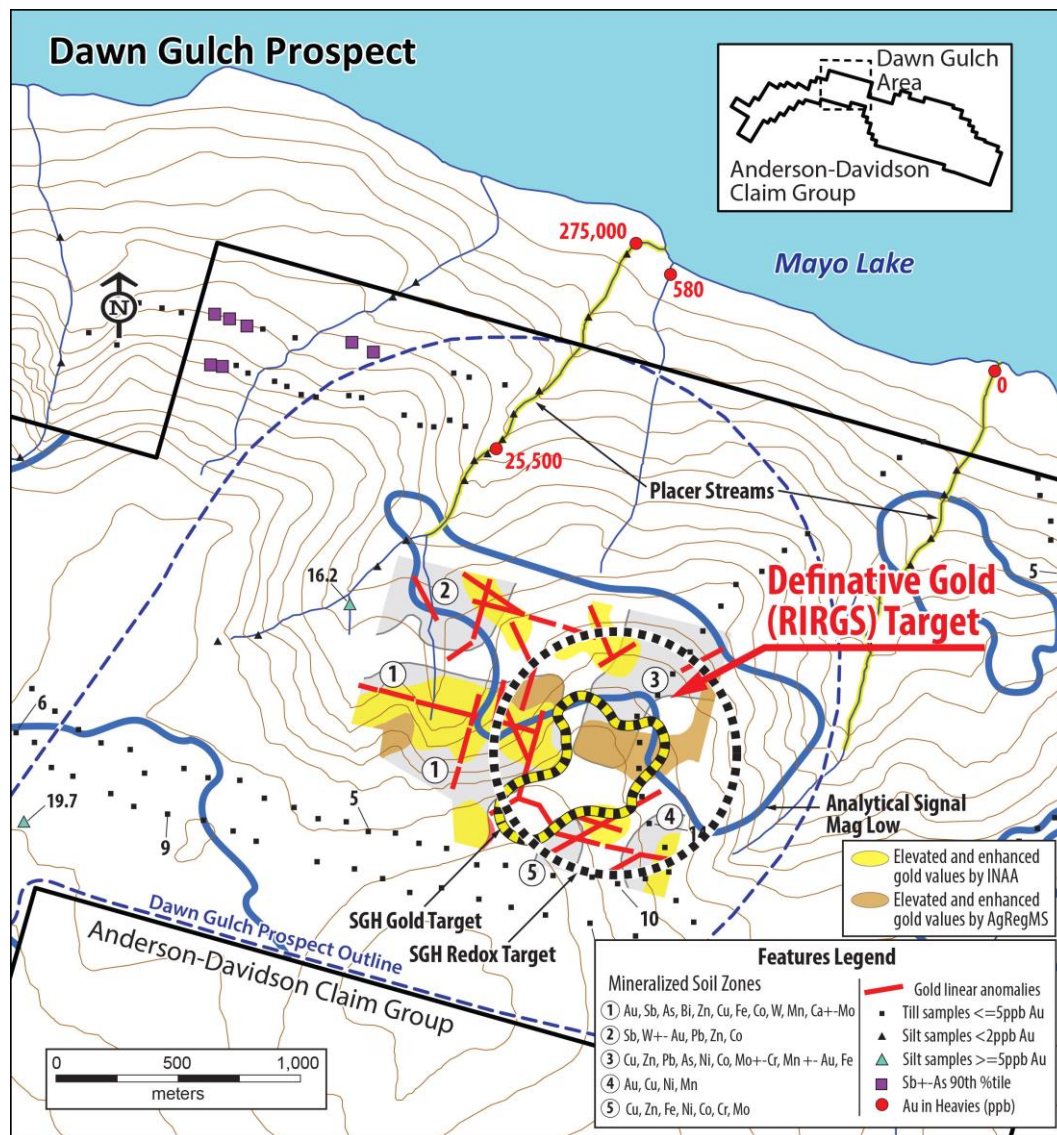 Dawn Gulch Prospect
Dawn Gulch
Area
Anderson-Davidson
Claim Group
275,000
580
Mayo Lake
N
0
25,500
Placer Streams
5
16.2
2
Definative Gold
(RIRGS) Target
1
3
6
1
19.7
5
9
4
11
5
10
Analytical Signal
Mag Low
SGH Gold Target
SGH Redox Target
Dawn Gulch Prospect Outline
Anderson-Davidson
Claim Group
Elevated and enhanced
gold values by INAA
Elevated and enhanced
gold values by AgRegMS
Features Legend
Mineralized Soil Zones
1 Au, Sb, As, Bi, Zn, Cu, Fe, Co, W, Mn, Ca+-Mo
2 Sb, W+- Au, Pb, Zn, Co
3 Cu, Zn, Pb, As, Ni, Co, Mo+-Cr, Mn +- Au, Fe
4 Au, Cu, Ni, Mn
5 Cu, Zn, Fe, Ni, Co, Cr, Mo
Gold linear anomalies
Till samples <=5ppb Au
Silt samples <2ppb Au
Silt samples >=5ppb Au
Sb+-As 90th %tile
Au in Heavies (ppb)
0 500 1,000
meters